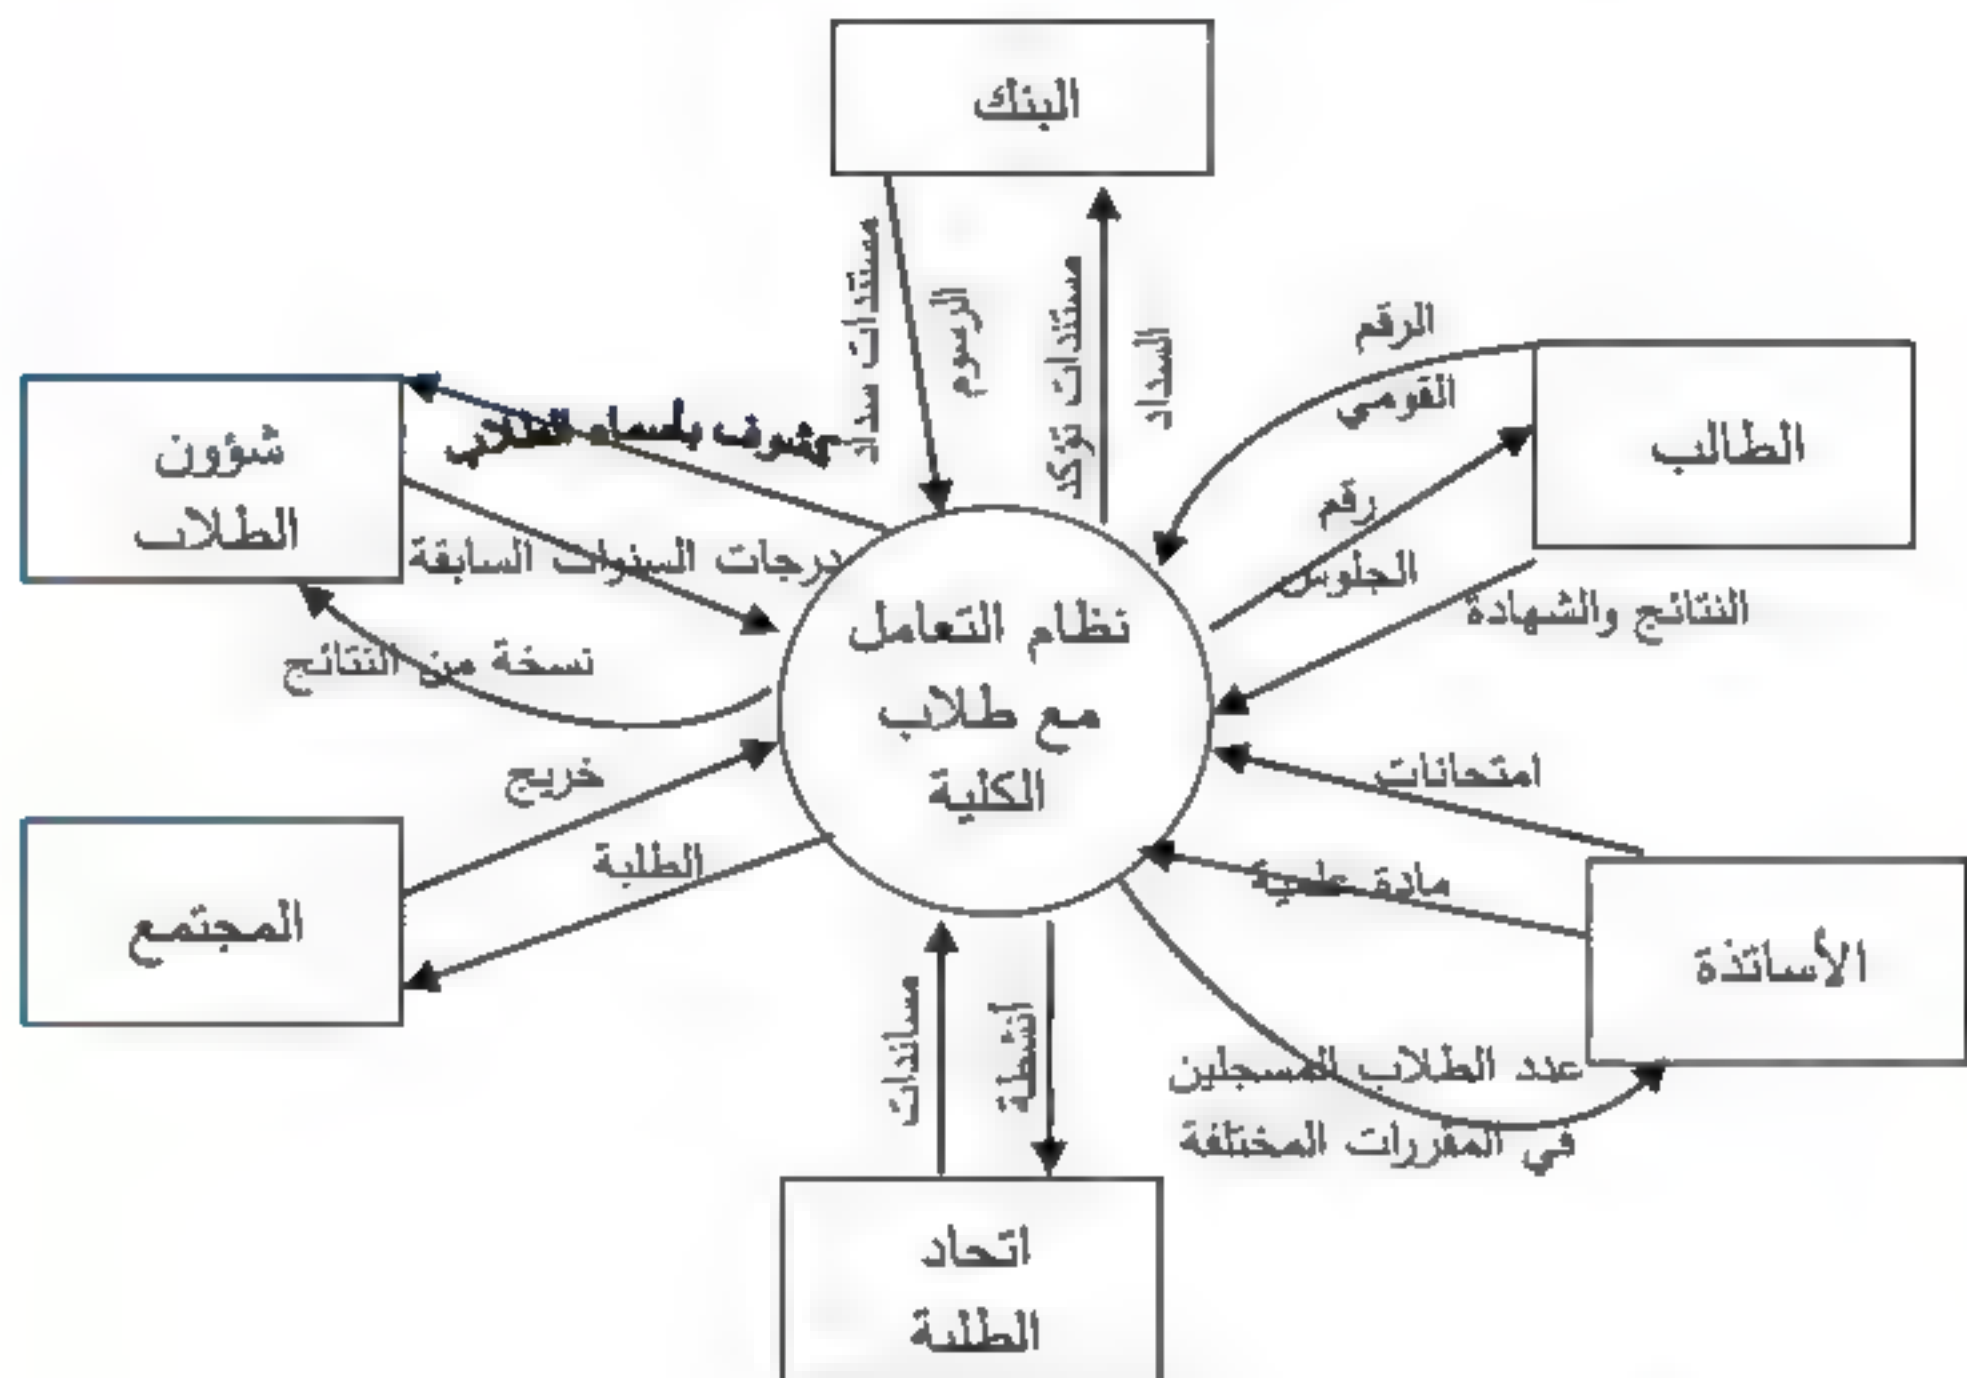 البنك
مستندات سداد
الرسوم
مستندات تؤكد
السداد
الرقم
القومي
الطالب
رقم
الجلوس
النتائج والشهادة
شؤون
الطلاب
كشوف بأسماء الطلاب
درجات السنوات السابقة
نسخة من النتائج
نظام التعامل
مع طلاب
الكلية
امتحانات
مادة علمية
الأساتذة
عدد الطلاب المسجلين
في المقررات المختلفة
خريج
الطلبة
المجتمع
مساندات
أنشطة
اتحاد
الطلبة